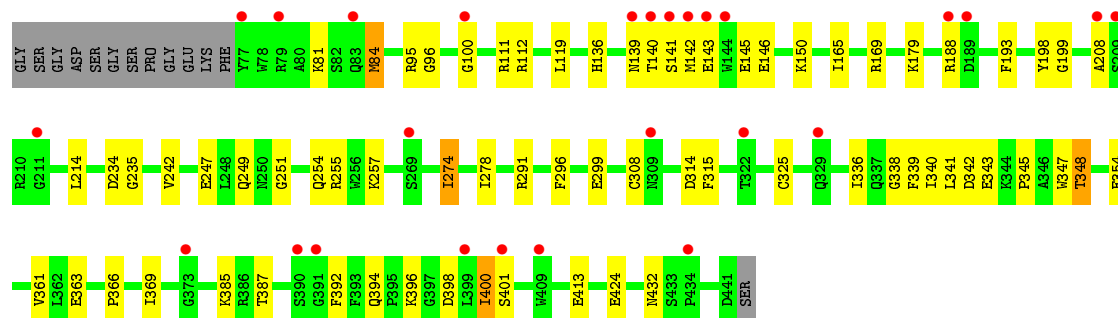 GLY SER GLY ASP SER GLY SER PRO GLY GLU LYS PHE Y77 W78 R79 A80 K81 S82 Q83 M84 R95 G96 G100 R111 R112 L119 H136 N139 T140 S141 M142 E143 W144 E145 E146 K150 I165 R169 K179 R188 D189 F193 Y198 G199 A208 S209
R210 G211 L214 D234 G235 V242 E247 L248 Q249 N250 G251 Q254 R255 W256 K257 S269 I274 I278 R291 F296 E299 C308 N309 D314 F315 T322 C325 Q329 I336 Q337 G338 F339 I340 L341 D342 E343 K344 P345 A346 W347 T348
V361 L362 E363 P366 I369 G373 K385 R386 T387 S390 G391 F392 F393 Q394 P395 K396 G397 D398 L399 I400 S401 W409 E413 E424 N432 S433 P434 D441 SER